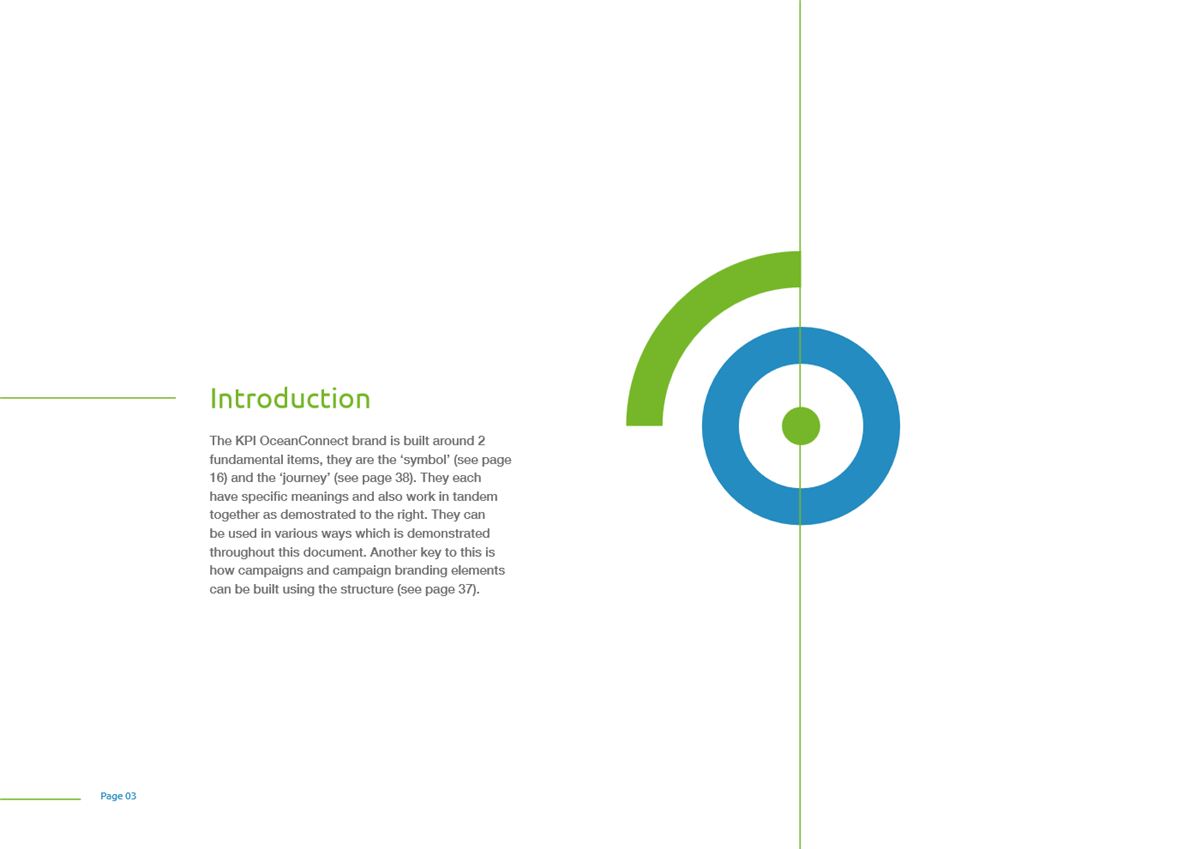 Introduction
The KPI OceanConnect brand is built around 2
fundamental items, they are the ‘symbol’ (see page
16) and the ‘journey’ (see page 38). They each
have specific meanings and also work in tandem
together as demostrated to the right. They can
be used in various ways which is demonstrated
throughout this document. Another key to this is
how campaigns and campaign branding elements
can be built using the structure (see page 37).
Page 03